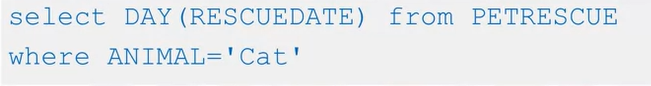 select DAY(RESCUEDATE) from PETRESCUE
where ANIMAL='Cat'